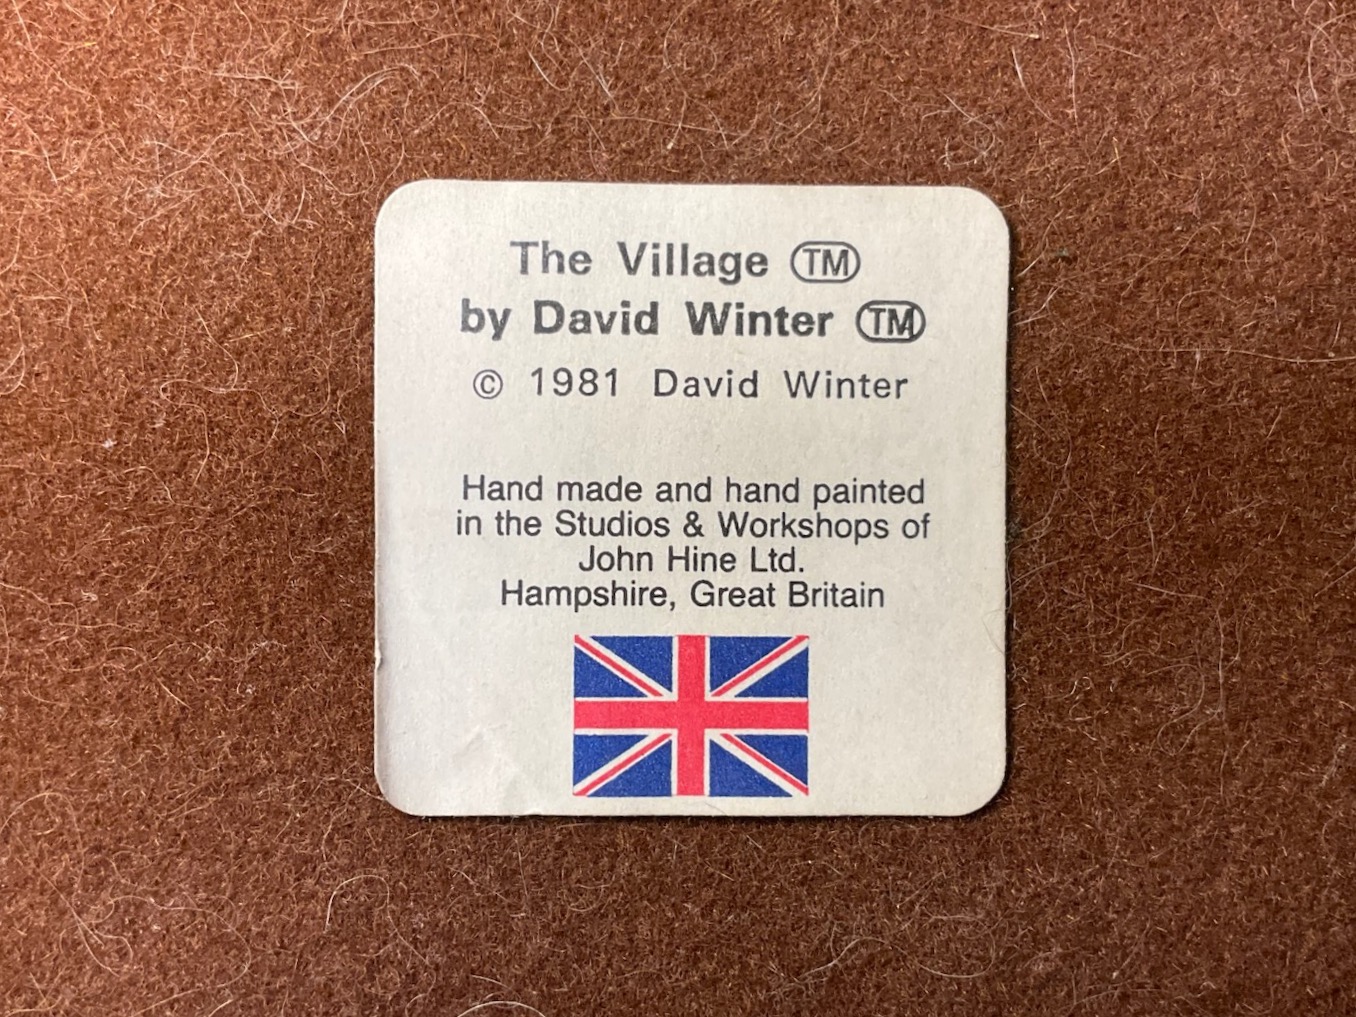 The Village ™
by David Winter ™
© 1981 David Winter
Hand made and hand painted
in the Studios & Workshops of
John Hine Ltd.
Hampshire, Great Britain